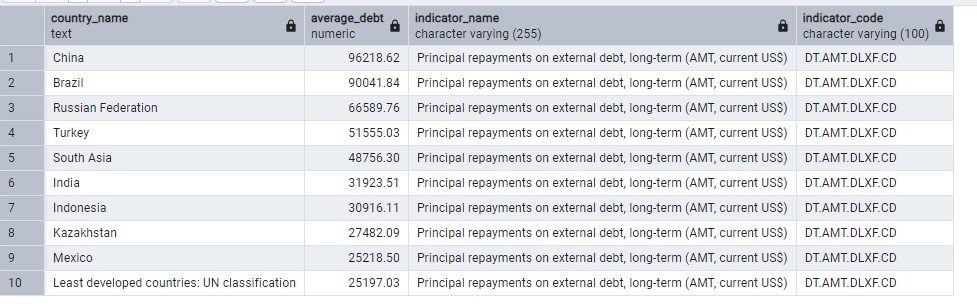 country_name average_debt indicator_name indicator_code
text numeric character varying (255) character varying (100)
1 China 96218.62 Principal repayments on external debt, long-term (AMT, current US$) DT.AMT.DLXF.CD
2 Brazil 90041.84 Principal repayments on external debt, long-term (AMT, current US$) DT.AMT.DLXF.CD
3 Russian Federation 66589.76 Principal repayments on external debt, long-term (AMT, current US$) DT.AMT.DLXF.CD
4 Turkey 51555.03 Principal repayments on external debt, long-term (AMT, current US$) DT.AMT.DLXF.CD
5 South Asia 48756.30 Principal repayments on external debt, long-term (AMT, current US$) DT.AMT.DLXF.CD
6 India 31923.51 Principal repayments on external debt, long-term (AMT, current US$) DT.AMT.DLXF.CD
7 Indonesia 30916.11 Principal repayments on external debt, long-term (AMT, current US$) DT.AMT.DLXF.CD
8 Kazakhstan 27482.09 Principal repayments on external debt, long-term (AMT, current US$) DT.AMT.DLXF.CD
9 Mexico 25218.50 Principal repayments on external debt, long-term (AMT, current US$) DT.AMT.DLXF.CD
10 Least developed countries: UN classification 25197.03 Principal repayments on external debt, long-term (AMT, current US$) DT.AMT.DLXF.CD